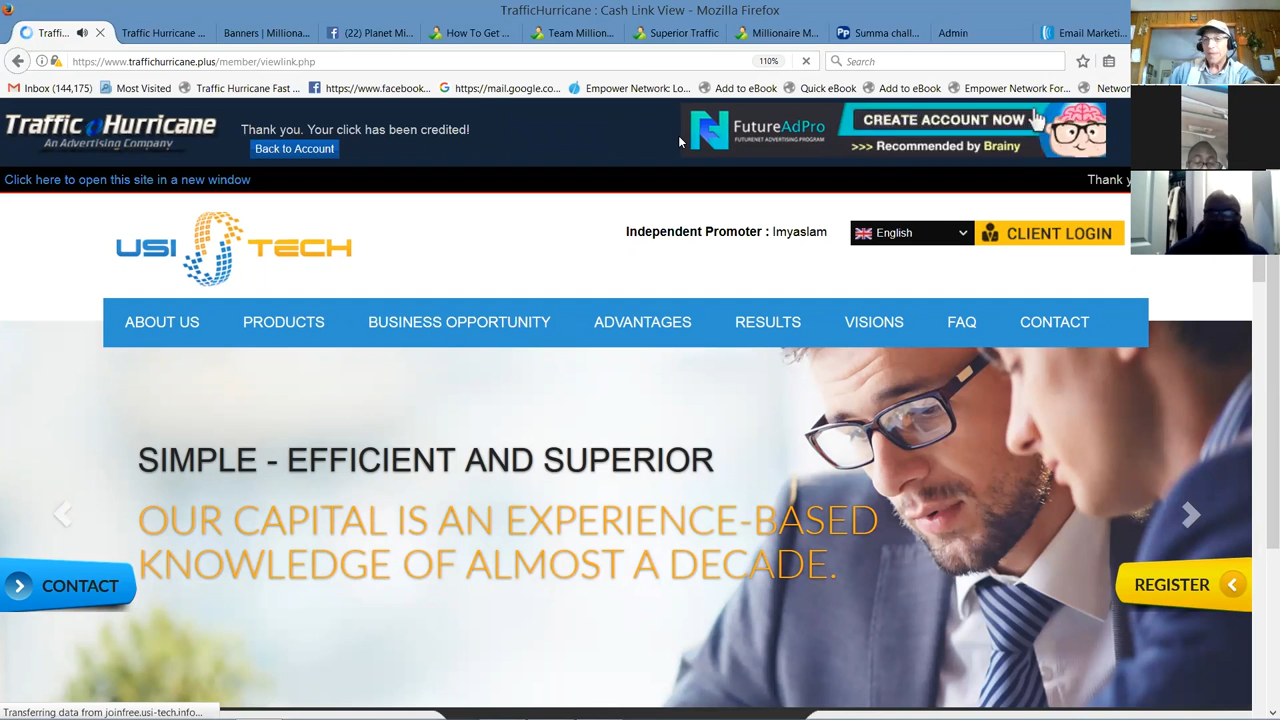 TrafficHurricane : Cash Link View - Mozilla Firefox
Traffi...
Traffic Hurricane ...
Banners | Milliona...
(22) Planet Mi...
How To Get ...
Team Million...
Superior Traffic
Millionaire M...
Summa chall...
Admin
Email Marketi...
https://www.traffichurricane.plus/member/viewlink.php
110%
Search
Inbox (144,175)
Most Visited
Traffic Hurricane Fast ...
https://www.facebook...
https://mail.google.co...
Empower Network: Lo...
Add to eBook
Quick eBook
Add to eBook
Empower Network For...
Network
Traffic Hurricane
An Advertising Company
Thank you. Your click has been credited!
Back to Account
FutureAdPro
FUTURENET ADVERTISING PROGRAM
CREATE ACCOUNT NOW
>>> Recommended by Brainy
Click here to open this site in a new window
Thank y
USI TECH
Independent Promoter : Imyaslam
English
CLIENT LOGIN
ABOUT US
PRODUCTS
BUSINESS OPPORTUNITY
ADVANTAGES
RESULTS
VISIONS
FAQ
CONTACT
SIMPLE - EFFICIENT AND SUPERIOR
OUR CAPITAL IS AN EXPERIENCE-BASED
KNOWLEDGE OF ALMOST A DECADE.
CONTACT
REGISTER
Transferring data from joinfree.usi-tech.info...